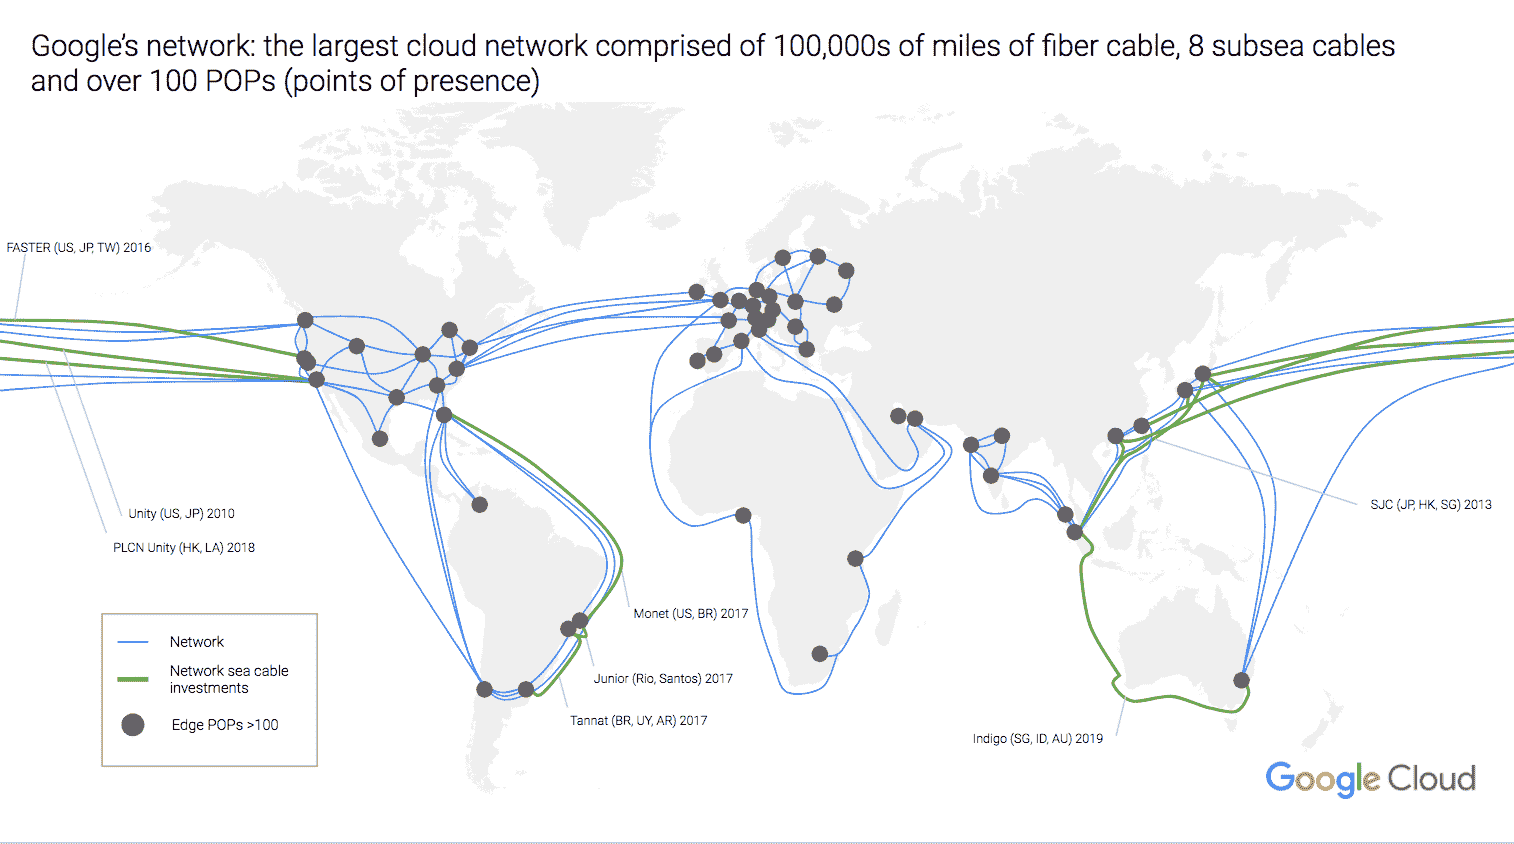 Google's network: the largest cloud network comprised of 100,000s of miles of fiber cable, 8 subsea cables
and over 100 POPs (points of presence)
FASTER (US, JP, TW) 2016
Unity (US, JP) 2010
PLCN Unity (HK, LA) 2018
SJC (JP, HK, SG) 2013
Monet (US, BR) 2017
Junior (Rio, Santos) 2017
Tannat (BR, UY, AR) 2017
Indigo (SG, ID, AU) 2019
Network
Network sea cable
investments
Edge POPs >100
Google Cloud